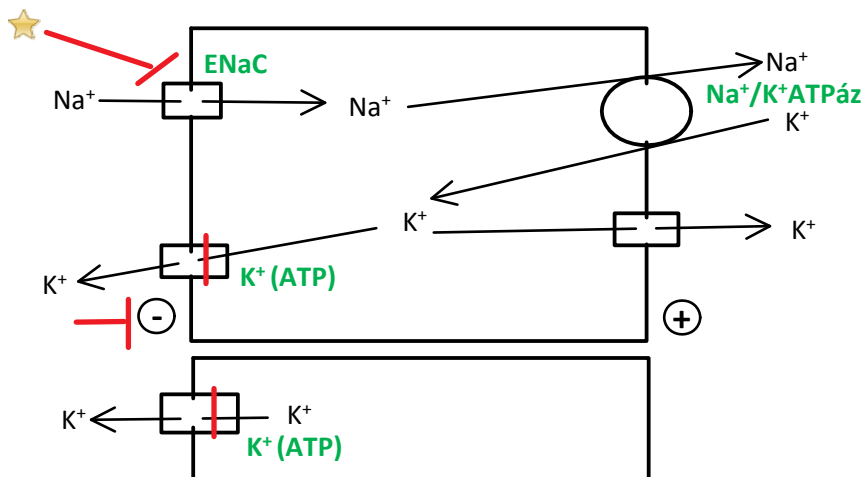 ENaC
Na⁺
Na⁺
Na⁺
Na⁺/K⁺ATPáz
K⁺
K⁺
K⁺
K⁺
K⁺ (ATP)
-
+
K⁺
K⁺
K⁺ (ATP)